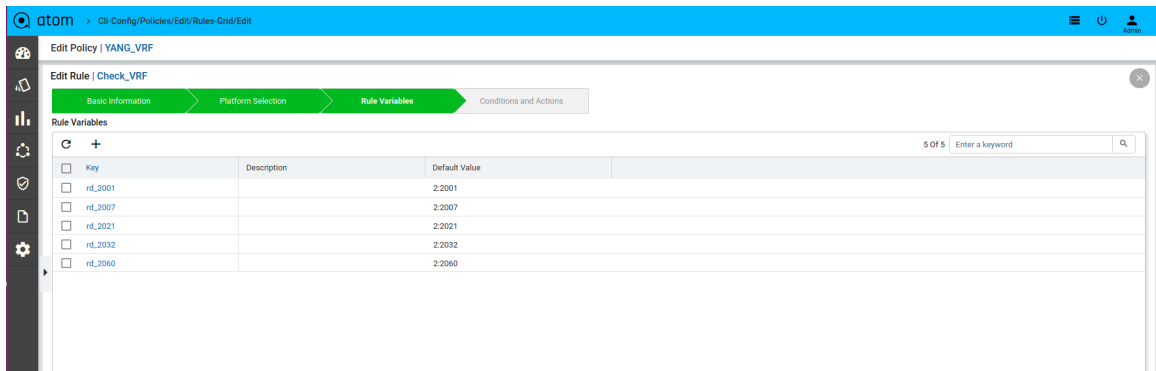 atom > Cli-Config/Policies/Edit/Rules-Grid/Edit
Admin
Edit Policy | YANG_VRF
Edit Rule | Check_VRF
Basic Information Platform Selection Rule Variables Conditions and Actions
Rule Variables
5 Of 5 Enter a keyword
Key Description Default Value
rd_2001 2:2001
rd_2007 2:2007
rd_2021 2:2021
rd_2032 2:2032
rd_2060 2:2060